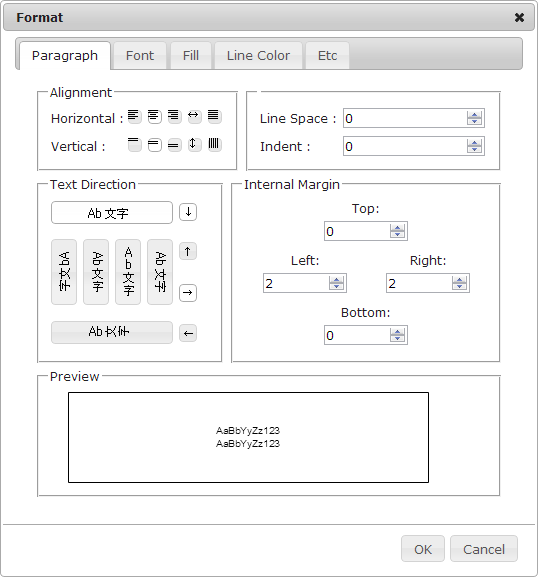 Format
Paragraph Font Fill Line Color Etc
Alignment
Horizontal :
Vertical :
Line Space : 0
Indent : 0
Text Direction
Ab 文字
Ab 文字
Ab 文字
Ab 文字
Ab 文字
Ab 文字
Internal Margin
Top:
0
Left: Right:
2 2
Bottom:
0
Preview
AaBbYyZz123
AaBbYyZz123
OK Cancel